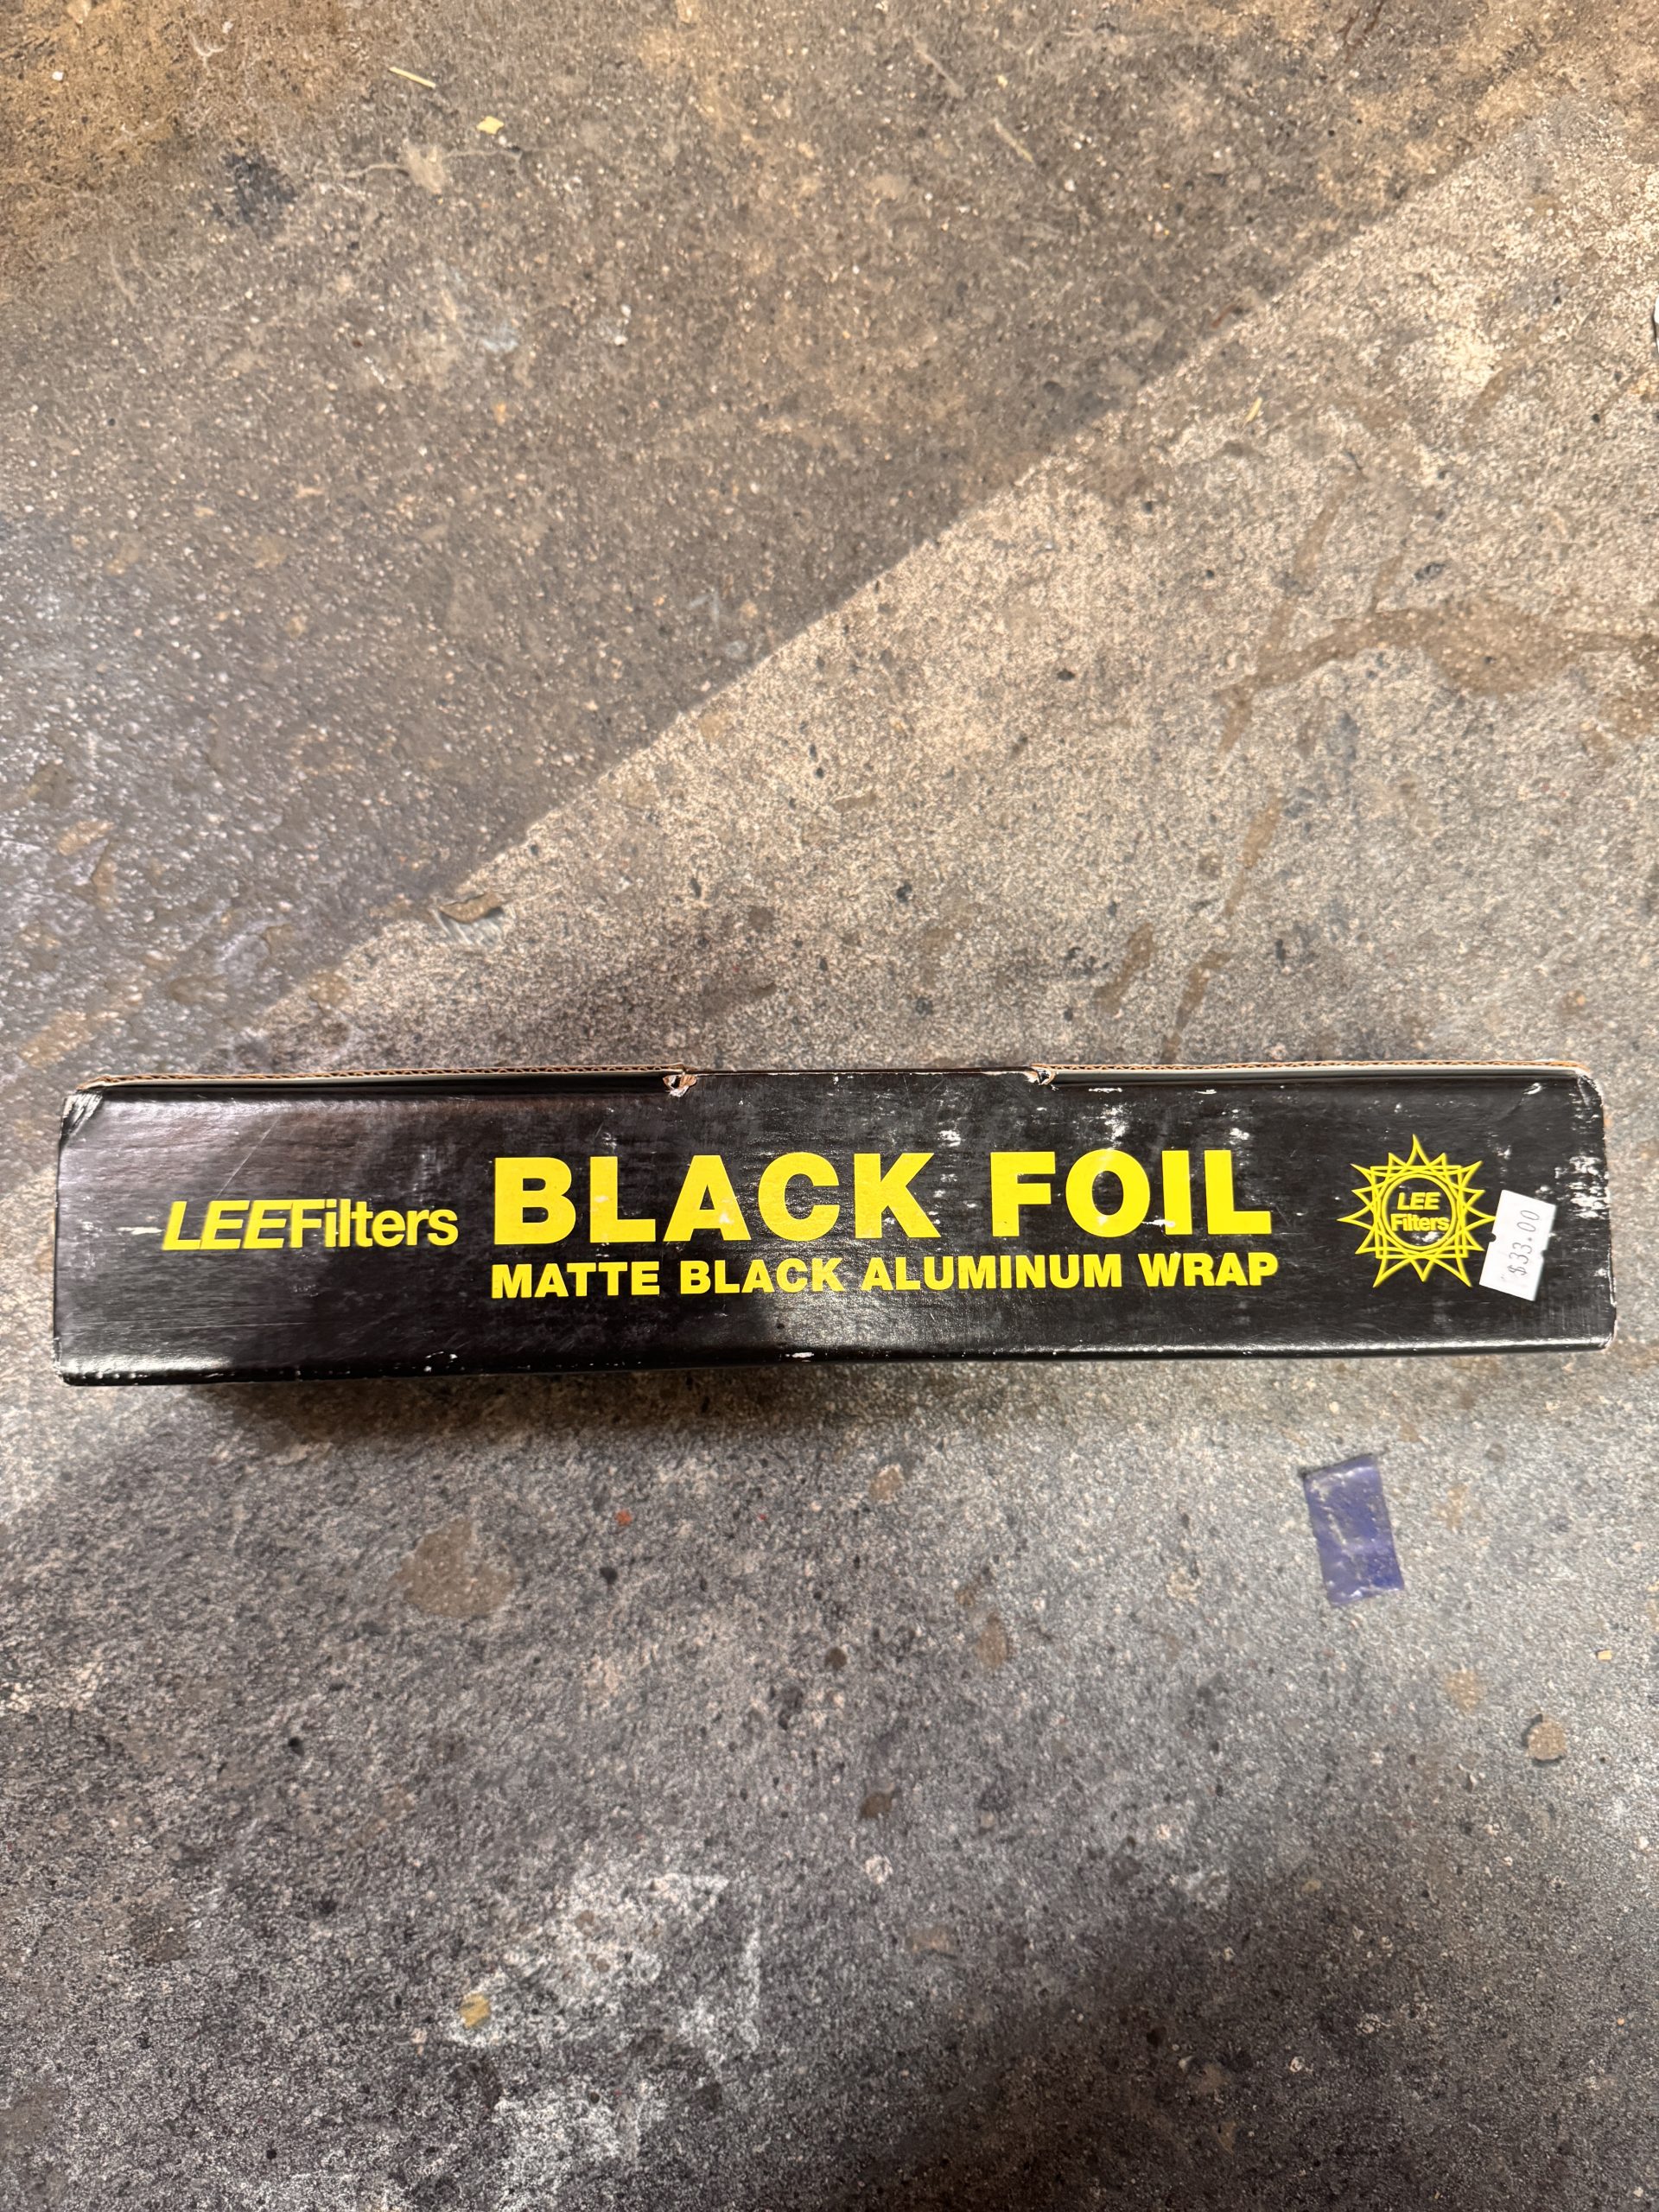 LEEFilters
BLACK FOIL
MATTE BLACK ALUMINUM WRAP
LEE
Filters
$33.00